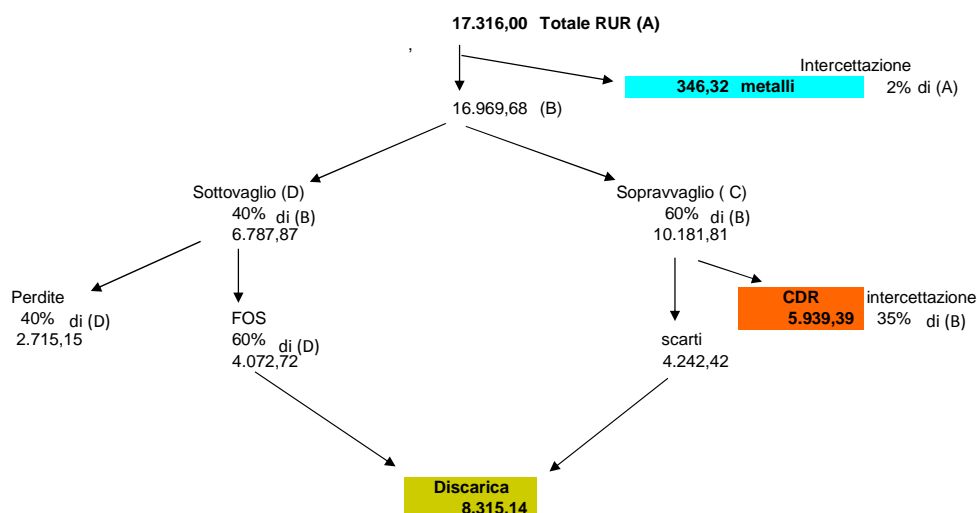 17.316,00 Totale RUR (A)
,
Intercettazione
346,32 metalli 2% di (A)
16.969,68 (B)
Sottovaglio (D)
40% di (B)
6.787,87
Sopravvaglio ( C)
60% di (B)
10.181,81
Perdite
40% di (D)
2.715,15
FOS
60% di (D)
4.072,72
scarti
4.242,42
CDR intercettazione
5.939,39 35% di (B)
Discarica
8.315,14